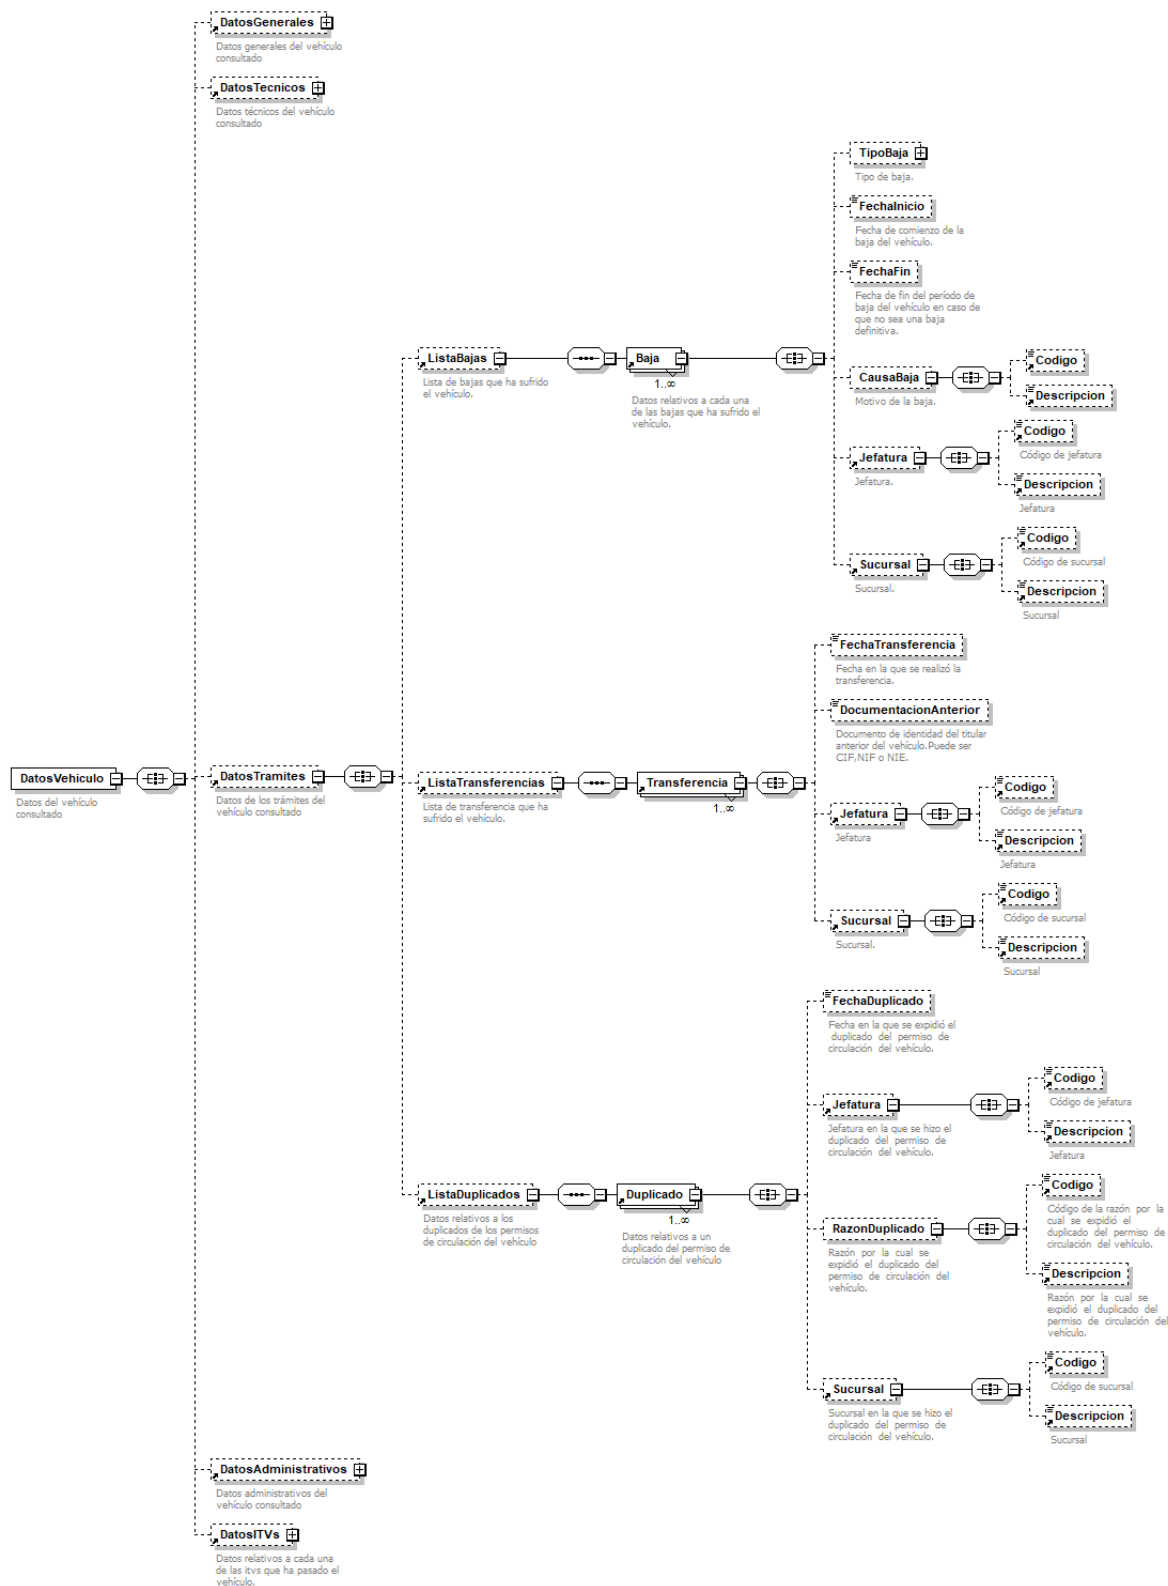 DatosGenerales
Datos generales del vehículo
consultado
DatosTecnicos
Datos técnicos del vehículo
consultado
TipoBaja
Tipo de baja.
FechaInicio
Fecha de comienzo de la
baja del vehículo.
FechaFin
Fecha de fin del período de
baja del vehículo en caso de
que no sea una baja
definitiva.
ListaBajas
Lista de bajas que ha sufrido
el vehículo.
Baja
1..∞
Datos relativos a cada una
de las bajas que ha sufrido el
vehículo.
CausaBaja
Motivo de la baja.
Codigo
Descripcion
Jefatura
Jefatura.
Codigo
Código de jefatura
Descripcion
Jefatura
Sucursal
Sucursal.
Codigo
Código de sucursal
Descripcion
Sucursal
DatosVehiculo
Datos del vehículo
consultado
DatosTramites
Datos de los trámites del
vehículo consultado
ListaTransferencias
Lista de transferencia que ha
sufrido el vehículo.
Transferencia
1..∞
FechaTransferencia
Fecha en la que se realizó la
transferencia.
DocumentacionAnterior
Documento de identidad del titular
anterior del vehículo.Puede ser
CIF,NIF o NIE.
Jefatura
Jefatura
Codigo
Código de jefatura
Descripcion
Jefatura
Sucursal
Sucursal.
Codigo
Código de sucursal
Descripcion
Sucursal
ListaDuplicados
Datos relativos a los
duplicados de los permisos
de circulación del vehículo
Duplicado
1..∞
Datos relativos a un
duplicado del permiso de
circulación del vehículo
FechaDuplicado
Fecha en la que se expidió el
duplicado del permiso de
circulación del vehículo.
Jefatura
Jefatura en la que se hizo el
duplicado del permiso de
circulación del vehículo.
Codigo
Código de jefatura
Descripcion
Jefatura
RazonDuplicado
Razón por la cual se
expidió el duplicado del
permiso de circulación del
vehículo.
Codigo
Código de la razón por la
cual se expidió el
duplicado del permiso
de circulación del vehículo.
Descripcion
Razón por la cual se
expidió el duplicado del
permiso de circulación del
vehículo.
Sucursal
Sucursal en la que se hizo el
duplicado del permiso de
circulación del vehículo.
Codigo
Código de sucursal
Descripcion
Sucursal
DatosAdministrativos
Datos administrativos del
vehículo consultado
DatosITVs
Datos relativos a cada una
de las itvs que ha pasado el
vehículo.